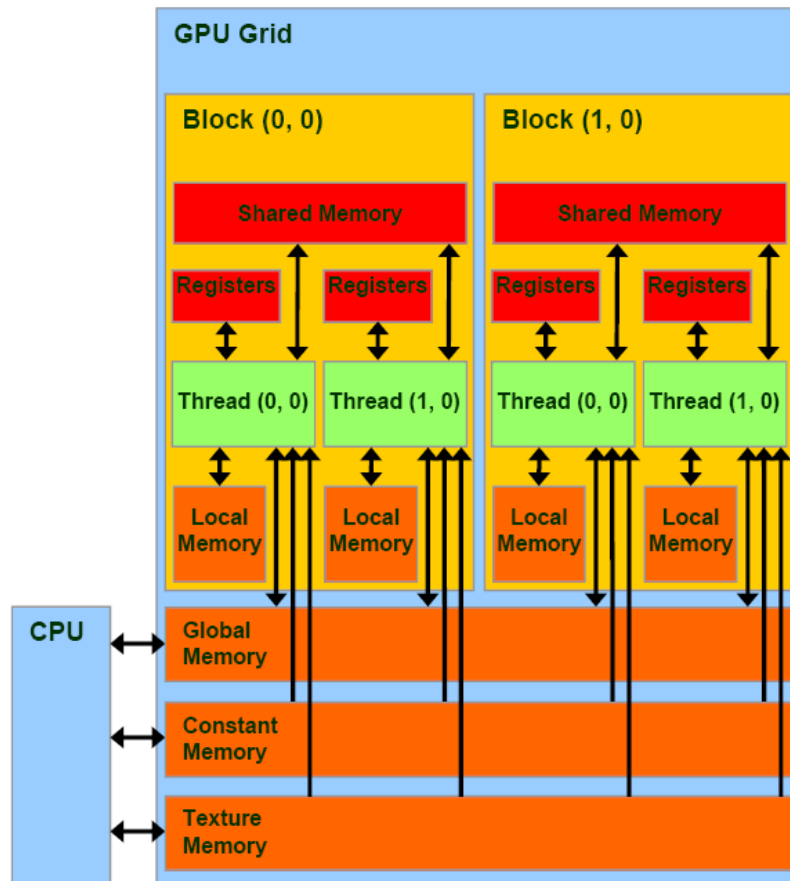 GPU Grid
Block (0, 0)
Block (1, 0)
Shared Memory
Shared Memory
Registers
Registers
Registers
Registers
Thread (0, 0)
Thread (1, 0)
Thread (0, 0)
Thread (1, 0)
Local
Memory
Local
Memory
Local
Memory
Local
Memory
CPU
Global
Memory
Constant
Memory
Texture
Memory